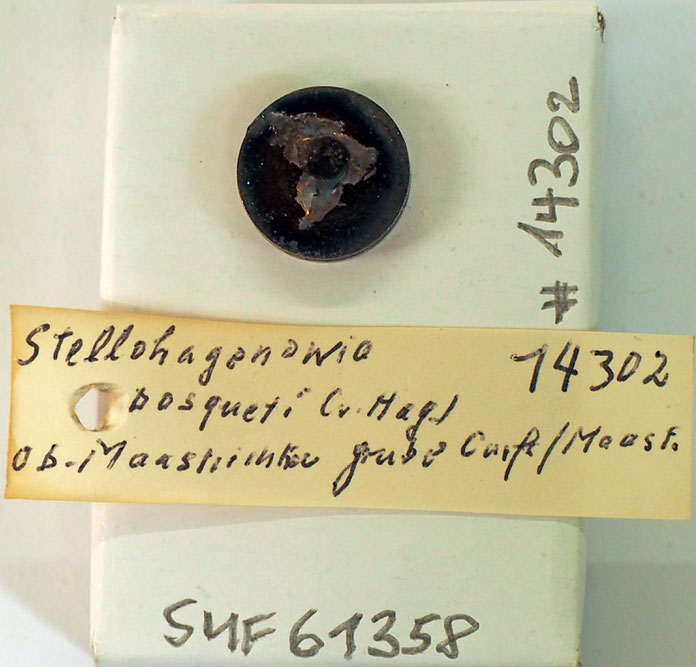 # 14302
Stellohagenowia 14302
bosqueti (v. Hag)
Ob-Maastrichter grube Curfs/Maast.
SMF 61358